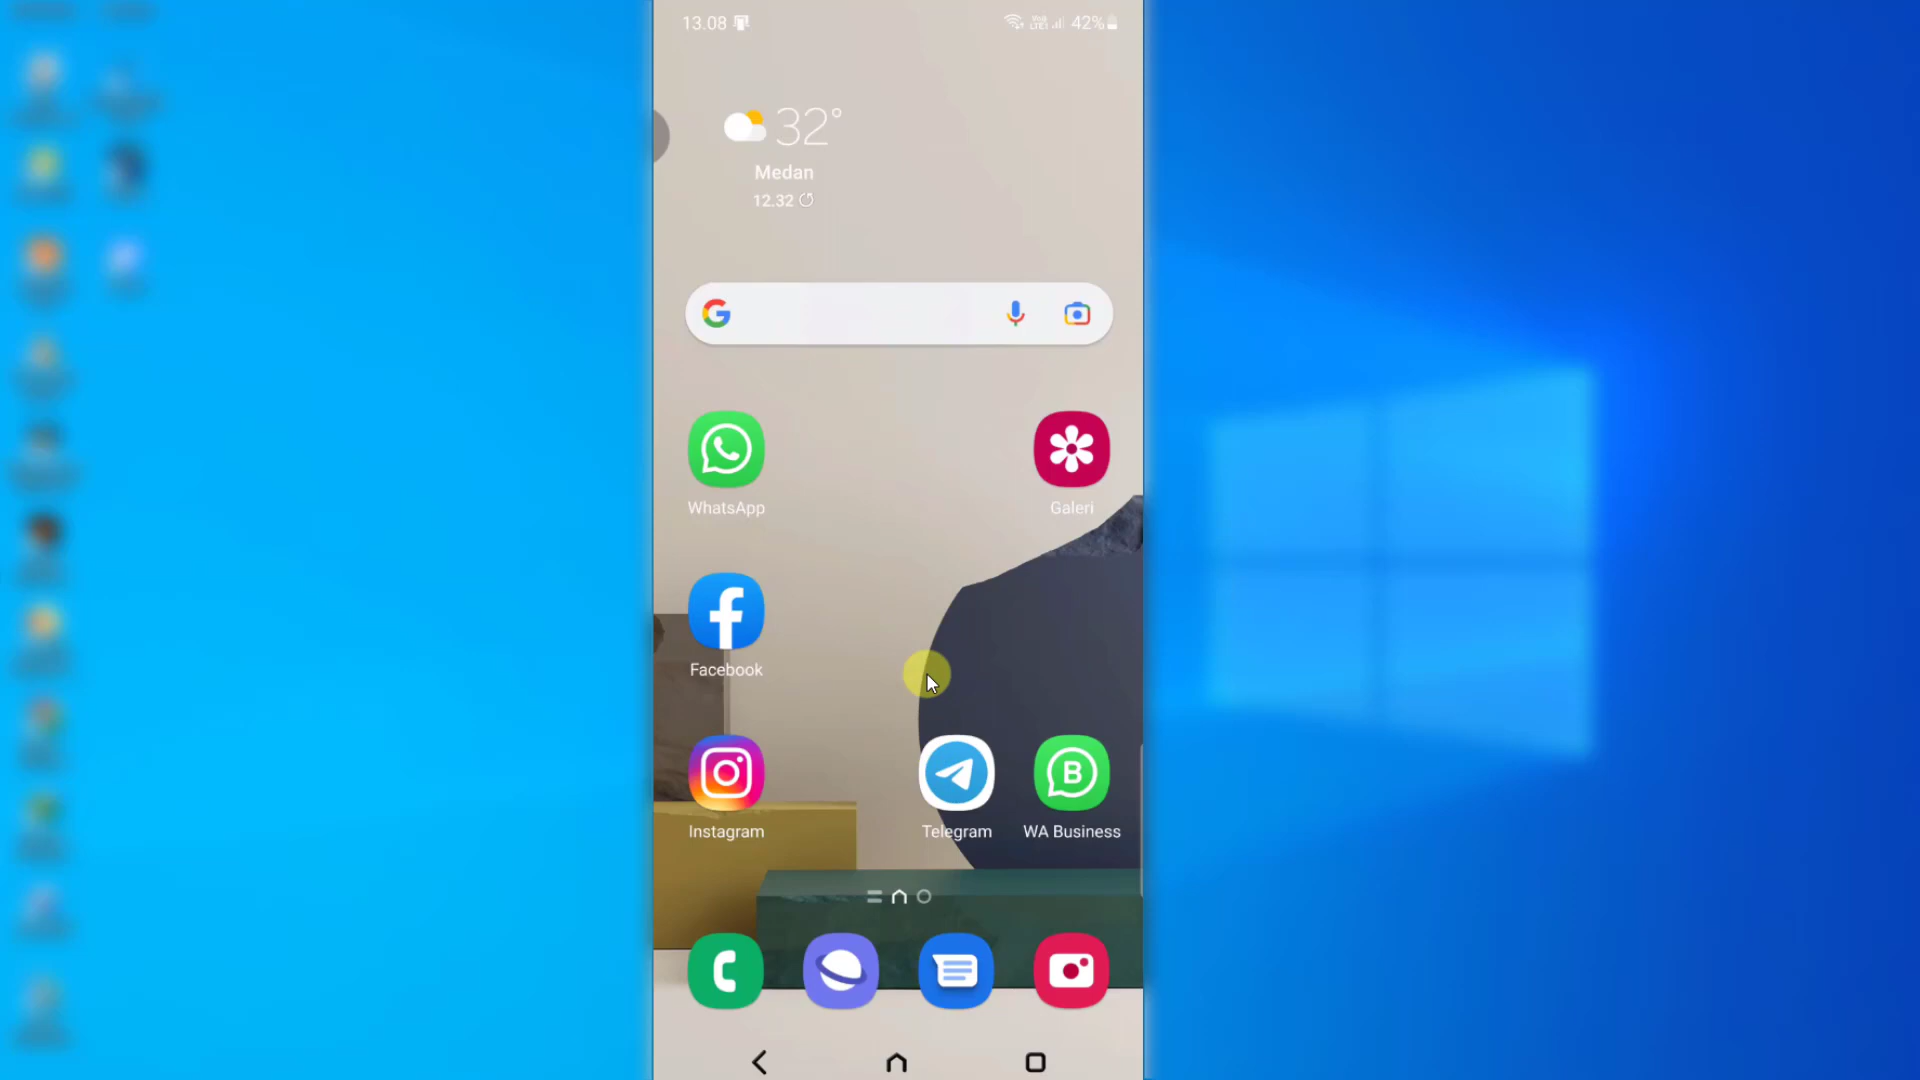 13.08
42%
32°
Medan
12.32
WhatsApp
Galeri
Facebook
Instagram
Telegram
WA Business